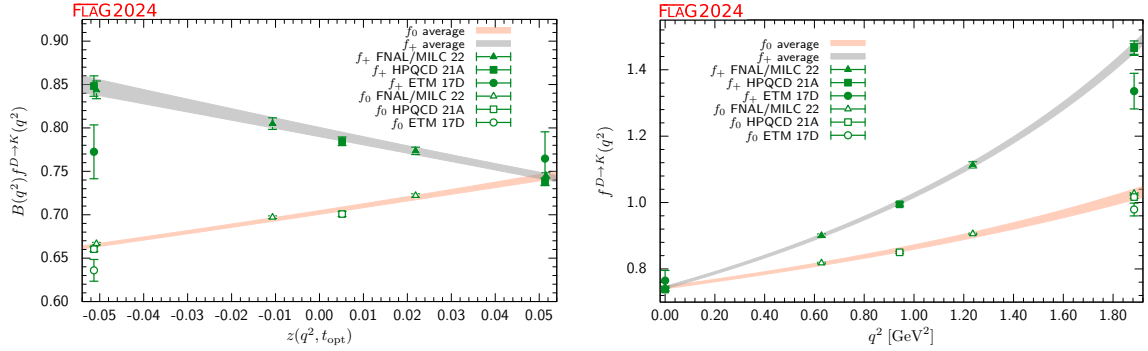 FLAG2024
f₀ average
f₊ average
f₊ FNAL/MILC 22
f₊ HPQCD 21A
f₊ ETM 17D
f₀ FNAL/MILC 22
f₀ HPQCD 21A
f₀ ETM 17D
B(q²)f^{D→K}(q²)
0.90
0.85
0.80
0.75
0.70
0.65
0.60
-0.05 -0.04 -0.03 -0.02 -0.01 0.00 0.01 0.02 0.03 0.04 0.05
z(q², t_opt)
FLAG2024
f₀ average
f₊ average
f₊ FNAL/MILC 22
f₊ HPQCD 21A
f₊ ETM 17D
f₀ FNAL/MILC 22
f₀ HPQCD 21A
f₀ ETM 17D
f^{D→K}(q²)
1.4
1.2
1.0
0.8
0.00 0.20 0.40 0.60 0.80 1.00 1.20 1.40 1.60 1.80
q² [GeV²]